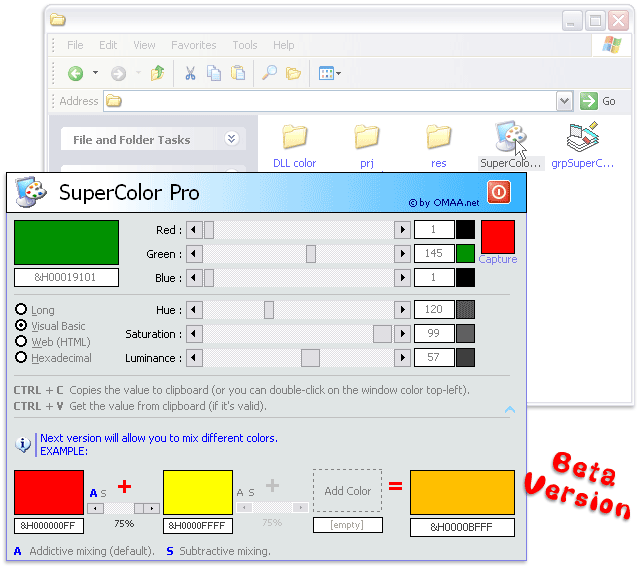 File Edit View Favorites Tools Help
Address Go
File and Folder Tasks
DLL color prj res SuperColo... grpSuperC...
SuperColor Pro
© by OMAA.net
Red : 1
Green : 145
Blue : 1
Capture
&H00019101
Long
Visual Basic
Web (HTML)
Hexadecimal
Hue : 120
Saturation : 99
Luminance : 57
CTRL + C Copies the value to clipboard (or you can double-click on the window color top-left).
CTRL + V Get the value from clipboard (if it's valid).
Next version will allow you to mix different colors.
EXAMPLE:
A S + A S + Add Color =
75% 75%
&H000000FF &H0000FFFF [empty] &H0000BFFF
A Addictive mixing (default). S Subtractive mixing.
Beta
Version